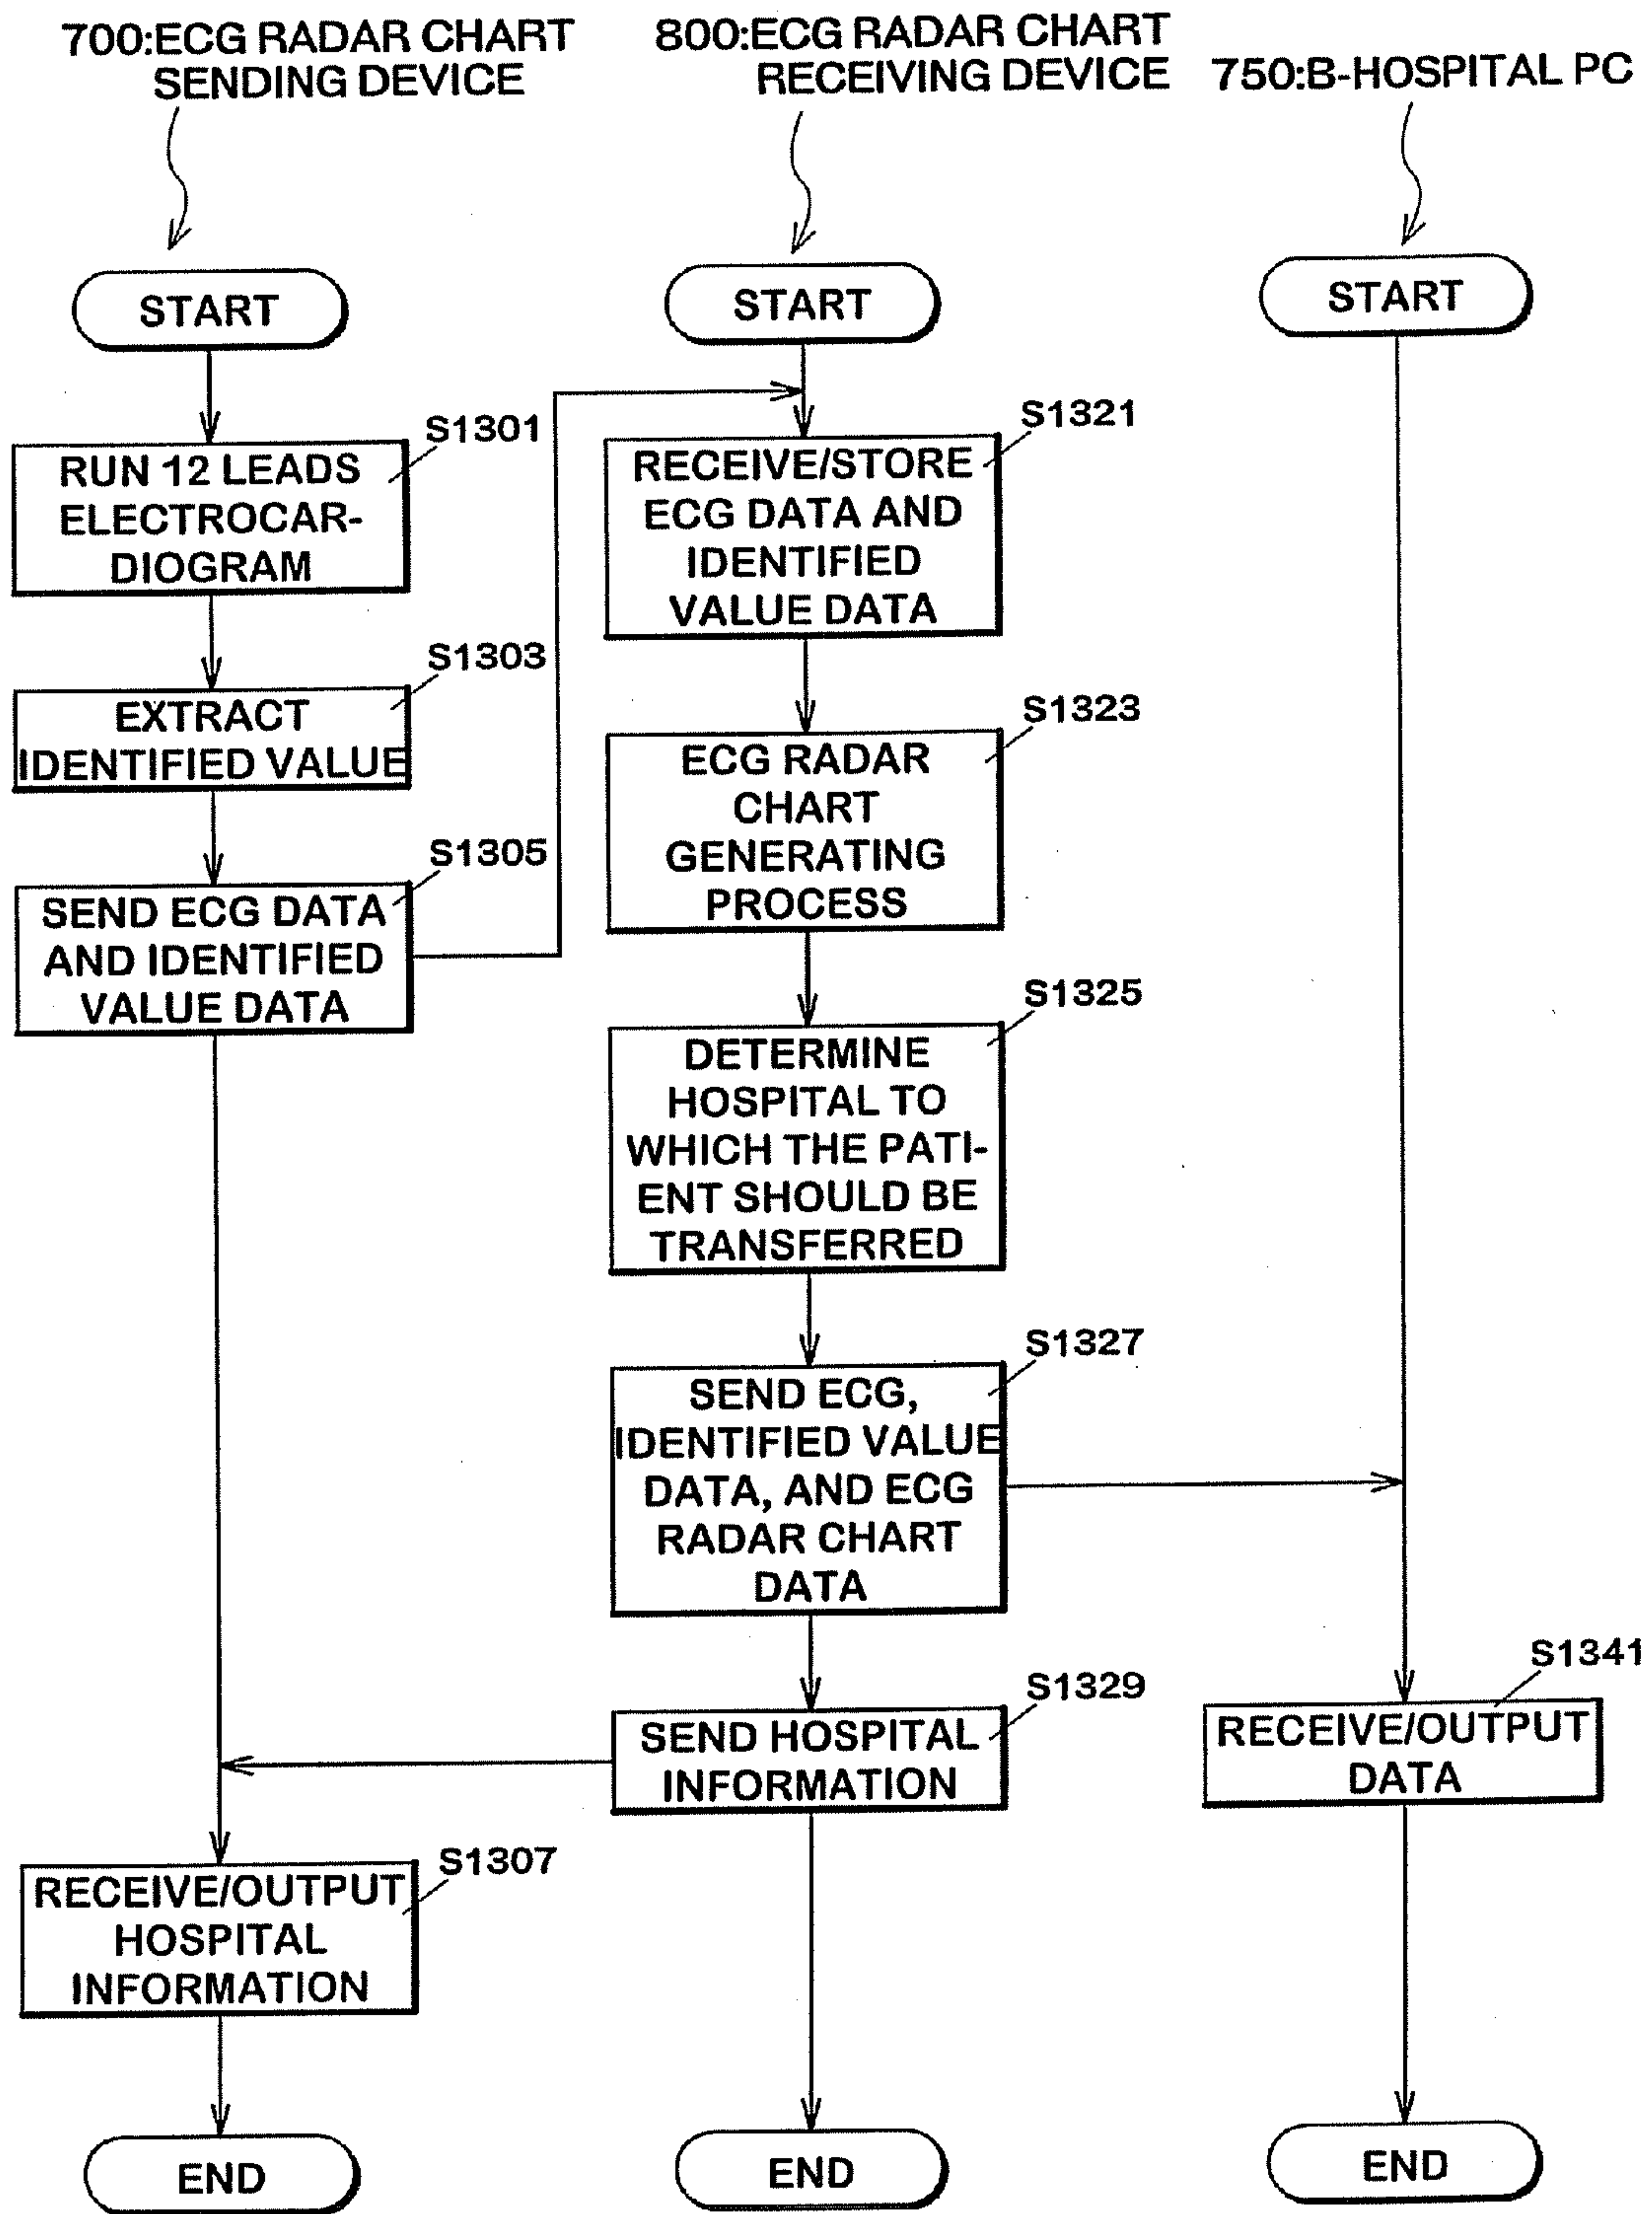 700:ECG RADAR CHART
SENDING DEVICE
800:ECG RADAR CHART
RECEIVING DEVICE
750:B-HOSPITAL PC
START
START
START
S1301
RUN 12 LEADS
ELECTROCAR-
DIOGRAM
S1303
EXTRACT
IDENTIFIED VALUE
S1305
SEND ECG DATA
AND IDENTIFIED
VALUE DATA
S1321
RECEIVE/STORE
ECG DATA AND
IDENTIFIED
VALUE DATA
S1323
ECG RADAR
CHART
GENERATING
PROCESS
S1325
DETERMINE
HOSPITAL TO
WHICH THE PATI-
ENT SHOULD BE
TRANSFERRED
S1327
SEND ECG,
IDENTIFIED VALUE
DATA, AND ECG
RADAR CHART
DATA
S1329
SEND HOSPITAL
INFORMATION
S1341
RECEIVE/OUTPUT
DATA
S1307
RECEIVE/OUTPUT
HOSPITAL
INFORMATION
END
END
END